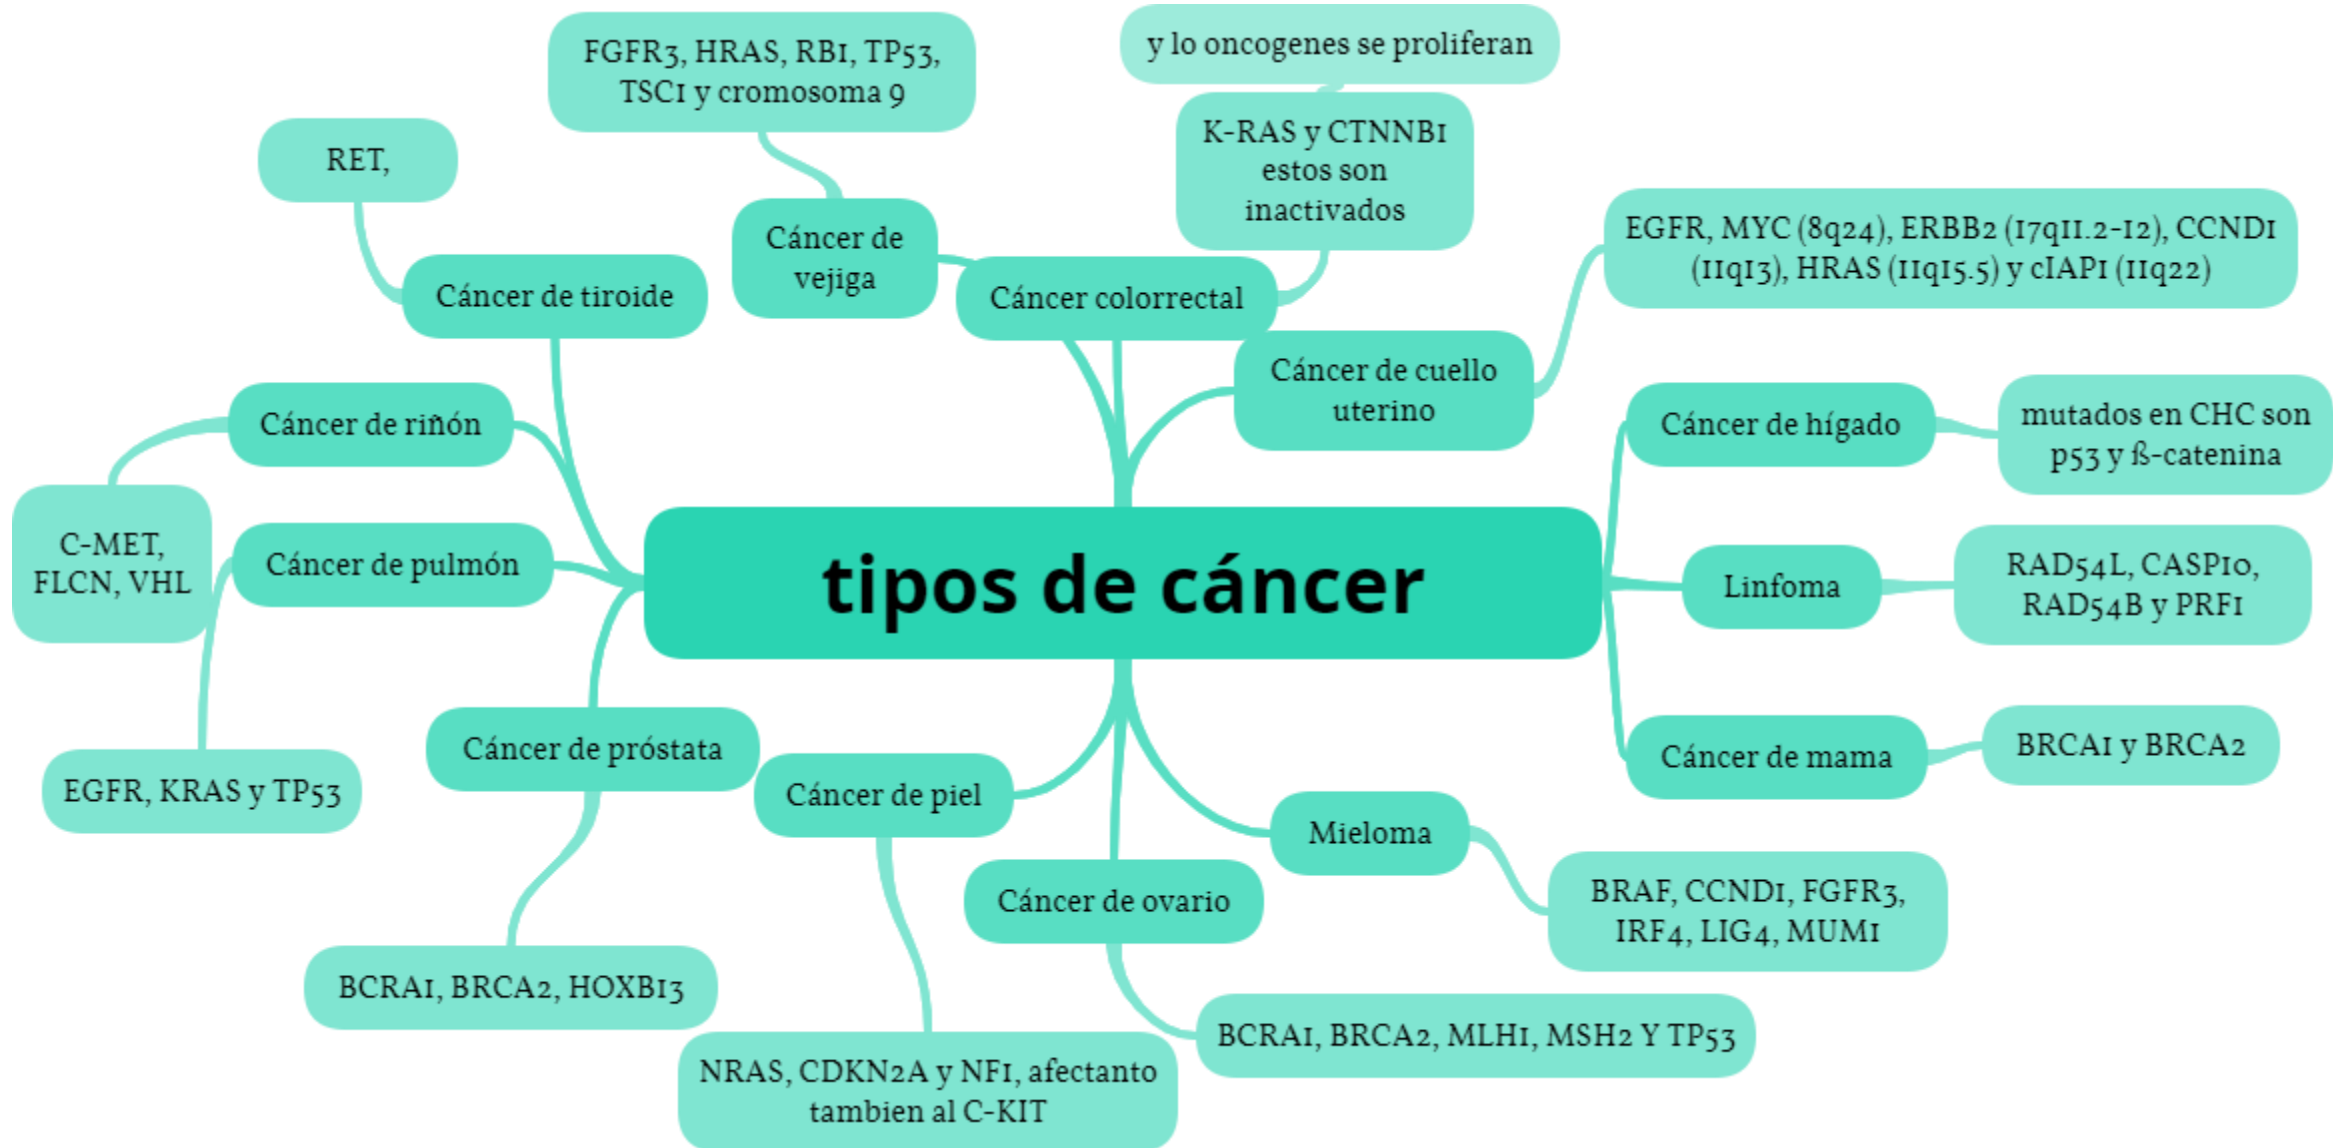 y lo oncogenes se proliferan
FGFR3, HRAS, RB1, TP53,
TSC1 y cromosoma 9
K-RAS y CTNNB1
estos son
inactivados
RET,
Cáncer de
vejiga
EGFR, MYC (8q24), ERBB2 (17q11.2-12), CCND1
(11q13), HRAS (11q15.5) y cIAP1 (11q22)
Cáncer de tiroide
Cáncer colorrectal
Cáncer de cuello
uterino
Cáncer de riñón
Cáncer de hígado
mutados en CHC son
p53 y ß-catenina
C-MET,
FLCN, VHL
Cáncer de pulmón
tipos de cáncer
Linfoma
RAD54L, CASP10,
RAD54B y PRF1
Cáncer de próstata
Cáncer de mama
BRCA1 y BRCA2
EGFR, KRAS y TP53
Cáncer de piel
Mieloma
Cáncer de ovario
BRAF, CCND1, FGFR3,
IRF4, LIG4, MUM1
BCRA1, BRCA2, HOXB13
BCRA1, BRCA2, MLH1, MSH2 Y TP53
NRAS, CDKN2A y NF1, afectanto
tambien al C-KIT